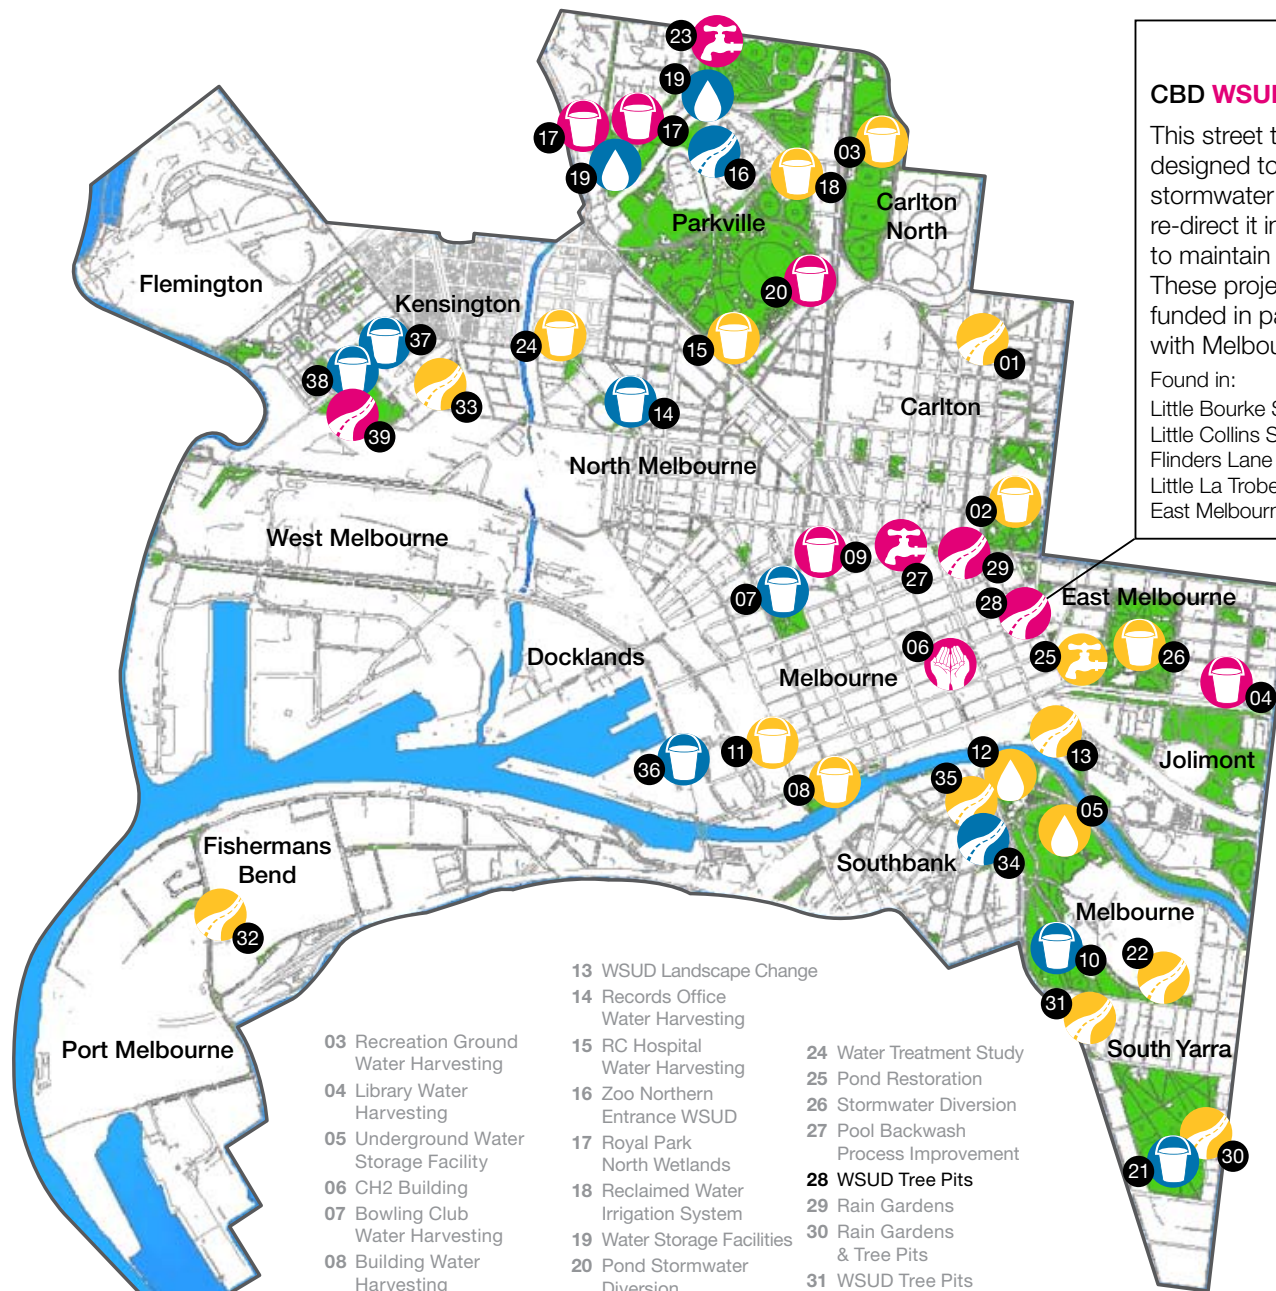 23
19
17
17
19
16
18
03
Parkville
Carlton
North
Flemington
Kensington
20
37
24
15
01
38
33
14
39
Carlton
North Melbourne
02
West Melbourne
09
27
29
07
28
East Melbourne
06
25
26
Docklands
Melbourne
04
36
11
08
12
35
13
Jolimont
05
Southbank
34
Fishermans
Bend
32
Melbourne
10
22
31
Port Melbourne
South Yarra
21
30
CBD WSU
This street t
designed to
stormwater
re-direct it in
to maintain
These proje
funded in pa
with Melbou
Found in:
Little Bourke S
Little Collins S
Flinders Lane
Little La Trobe
East Melbourn
03 Recreation Ground
Water Harvesting
04 Library Water
Harvesting
05 Underground Water
Storage Facility
06 CH2 Building
07 Bowling Club
Water Harvesting
08 Building Water
Harvesting
13 WSUD Landscape Change
14 Records Office
Water Harvesting
15 RC Hospital
Water Harvesting
16 Zoo Northern
Entrance WSUD
17 Royal Park
North Wetlands
18 Reclaimed Water
Irrigation System
19 Water Storage Facilities
20 Pond Stormwater
Diversion
24 Water Treatment Study
25 Pond Restoration
26 Stormwater Diversion
27 Pool Backwash
Process Improvement
28 WSUD Tree Pits
29 Rain Gardens
30 Rain Gardens
& Tree Pits
31 WSUD Tree Pits